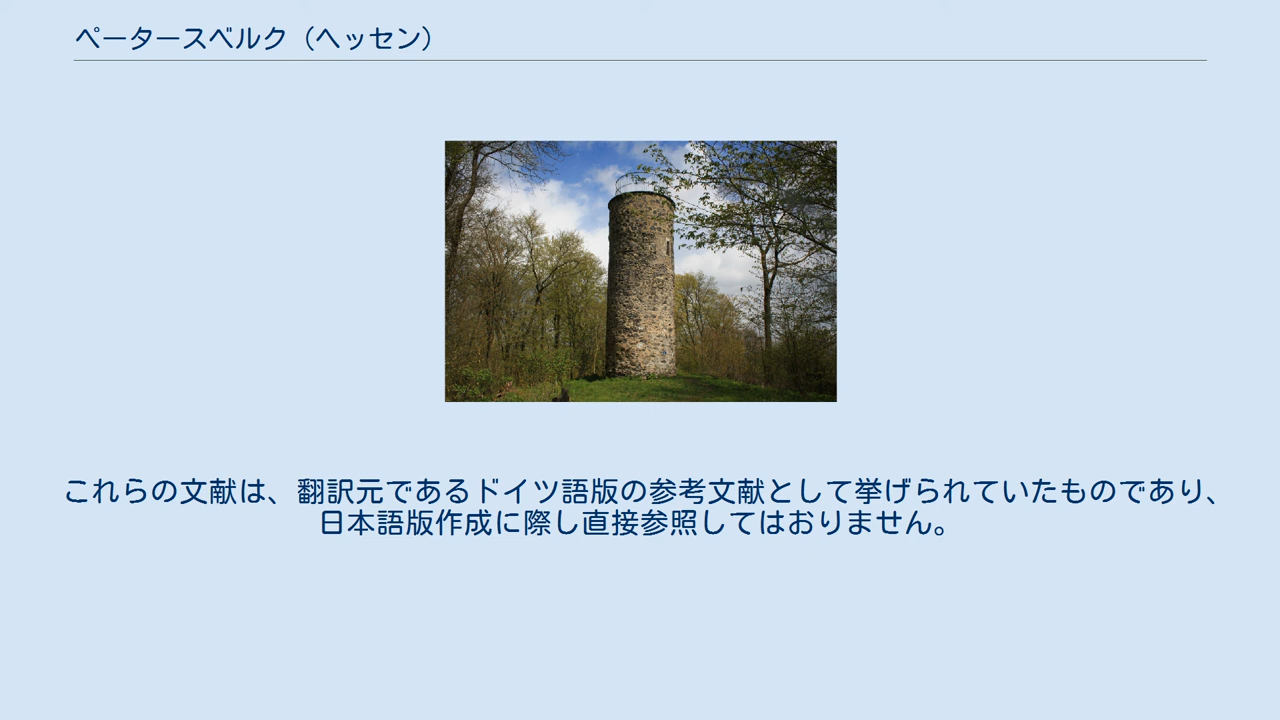 ペータースベルク（ヘッセン）
これらの文献は、翻訳元であるドイツ語版の参考文献として挙げられていたものであり、
日本語版作成に際し直接参照してはおりません。